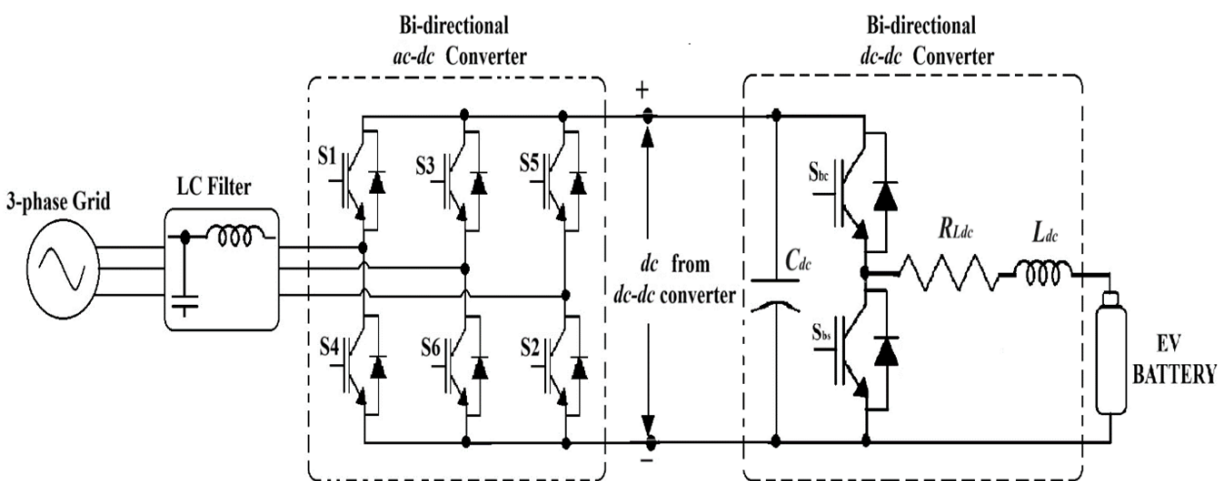 Bi-directional
ac-dc Converter
Bi-directional
dc-dc Converter
3-phase Grid
LC Filter
S1
S3
S5
S4
S6
S2
+
dc from
dc-dc converter
−
Cdc
Sbc
Sbs
RLdc
Ldc
EV
BATTERY